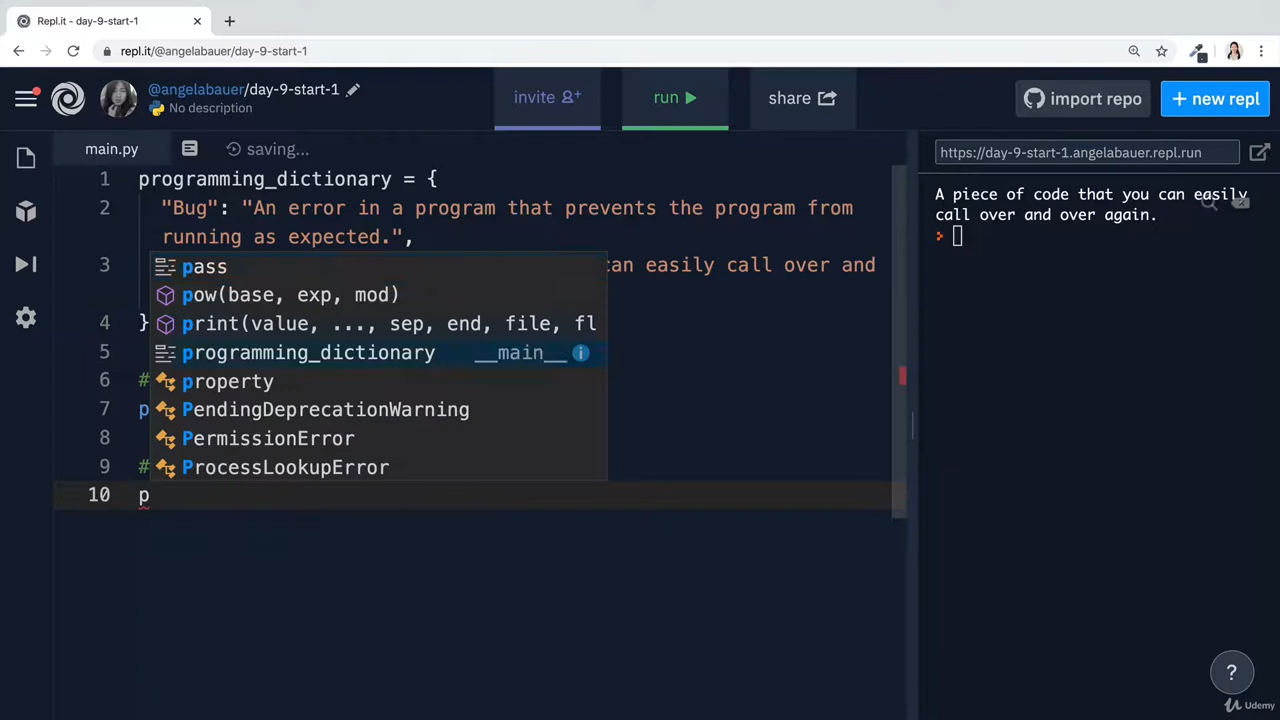 Repl.it - day-9-start-1
repl.it/@angelabauer/day-9-start-1
@angelabauer/day-9-start-1
No description
invite
run
share
import repo
+ new repl
main.py
saving...
https://day-9-start-1.angelabauer.repl.run
1 programming_dictionary = {
2 "Bug": "An error in a program that prevents the program from
running as expected.",
3 an easily call over and
4 }
5
6 #
7 p
8
9 #
10 p
pass
pow(base, exp, mod)
print(value, ..., sep, end, file, fl
programming_dictionary __main__
property
PendingDeprecationWarning
PermissionError
ProcessLookupError
A piece of code that you can easily
call over and over again.
>
?
Udemy